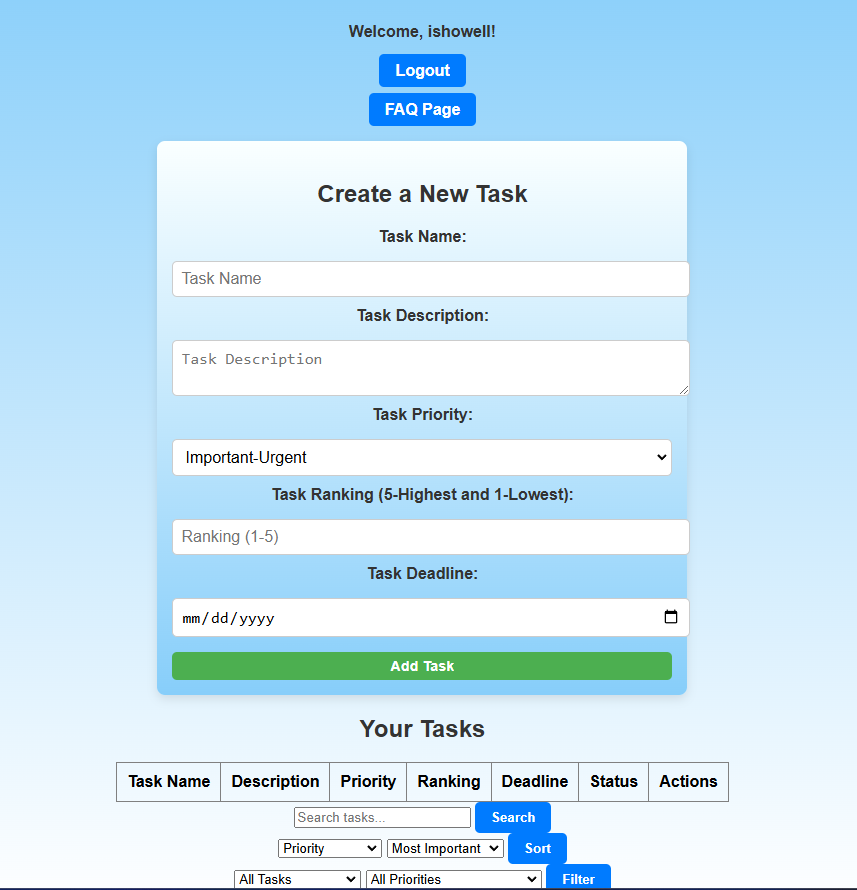 Welcome, ishowell!
Logout
FAQ Page
Create a New Task
Task Name:
Task Name
Task Description:
Task Description
Task Priority:
Important-Urgent
Task Ranking (5-Highest and 1-Lowest):
Ranking (1-5)
Task Deadline:
mm/dd/yyyy
Add Task
Your Tasks
Task Name Description Priority Ranking Deadline Status Actions
Search tasks... Search
Priority Most Important Sort
All Tasks All Priorities Filter